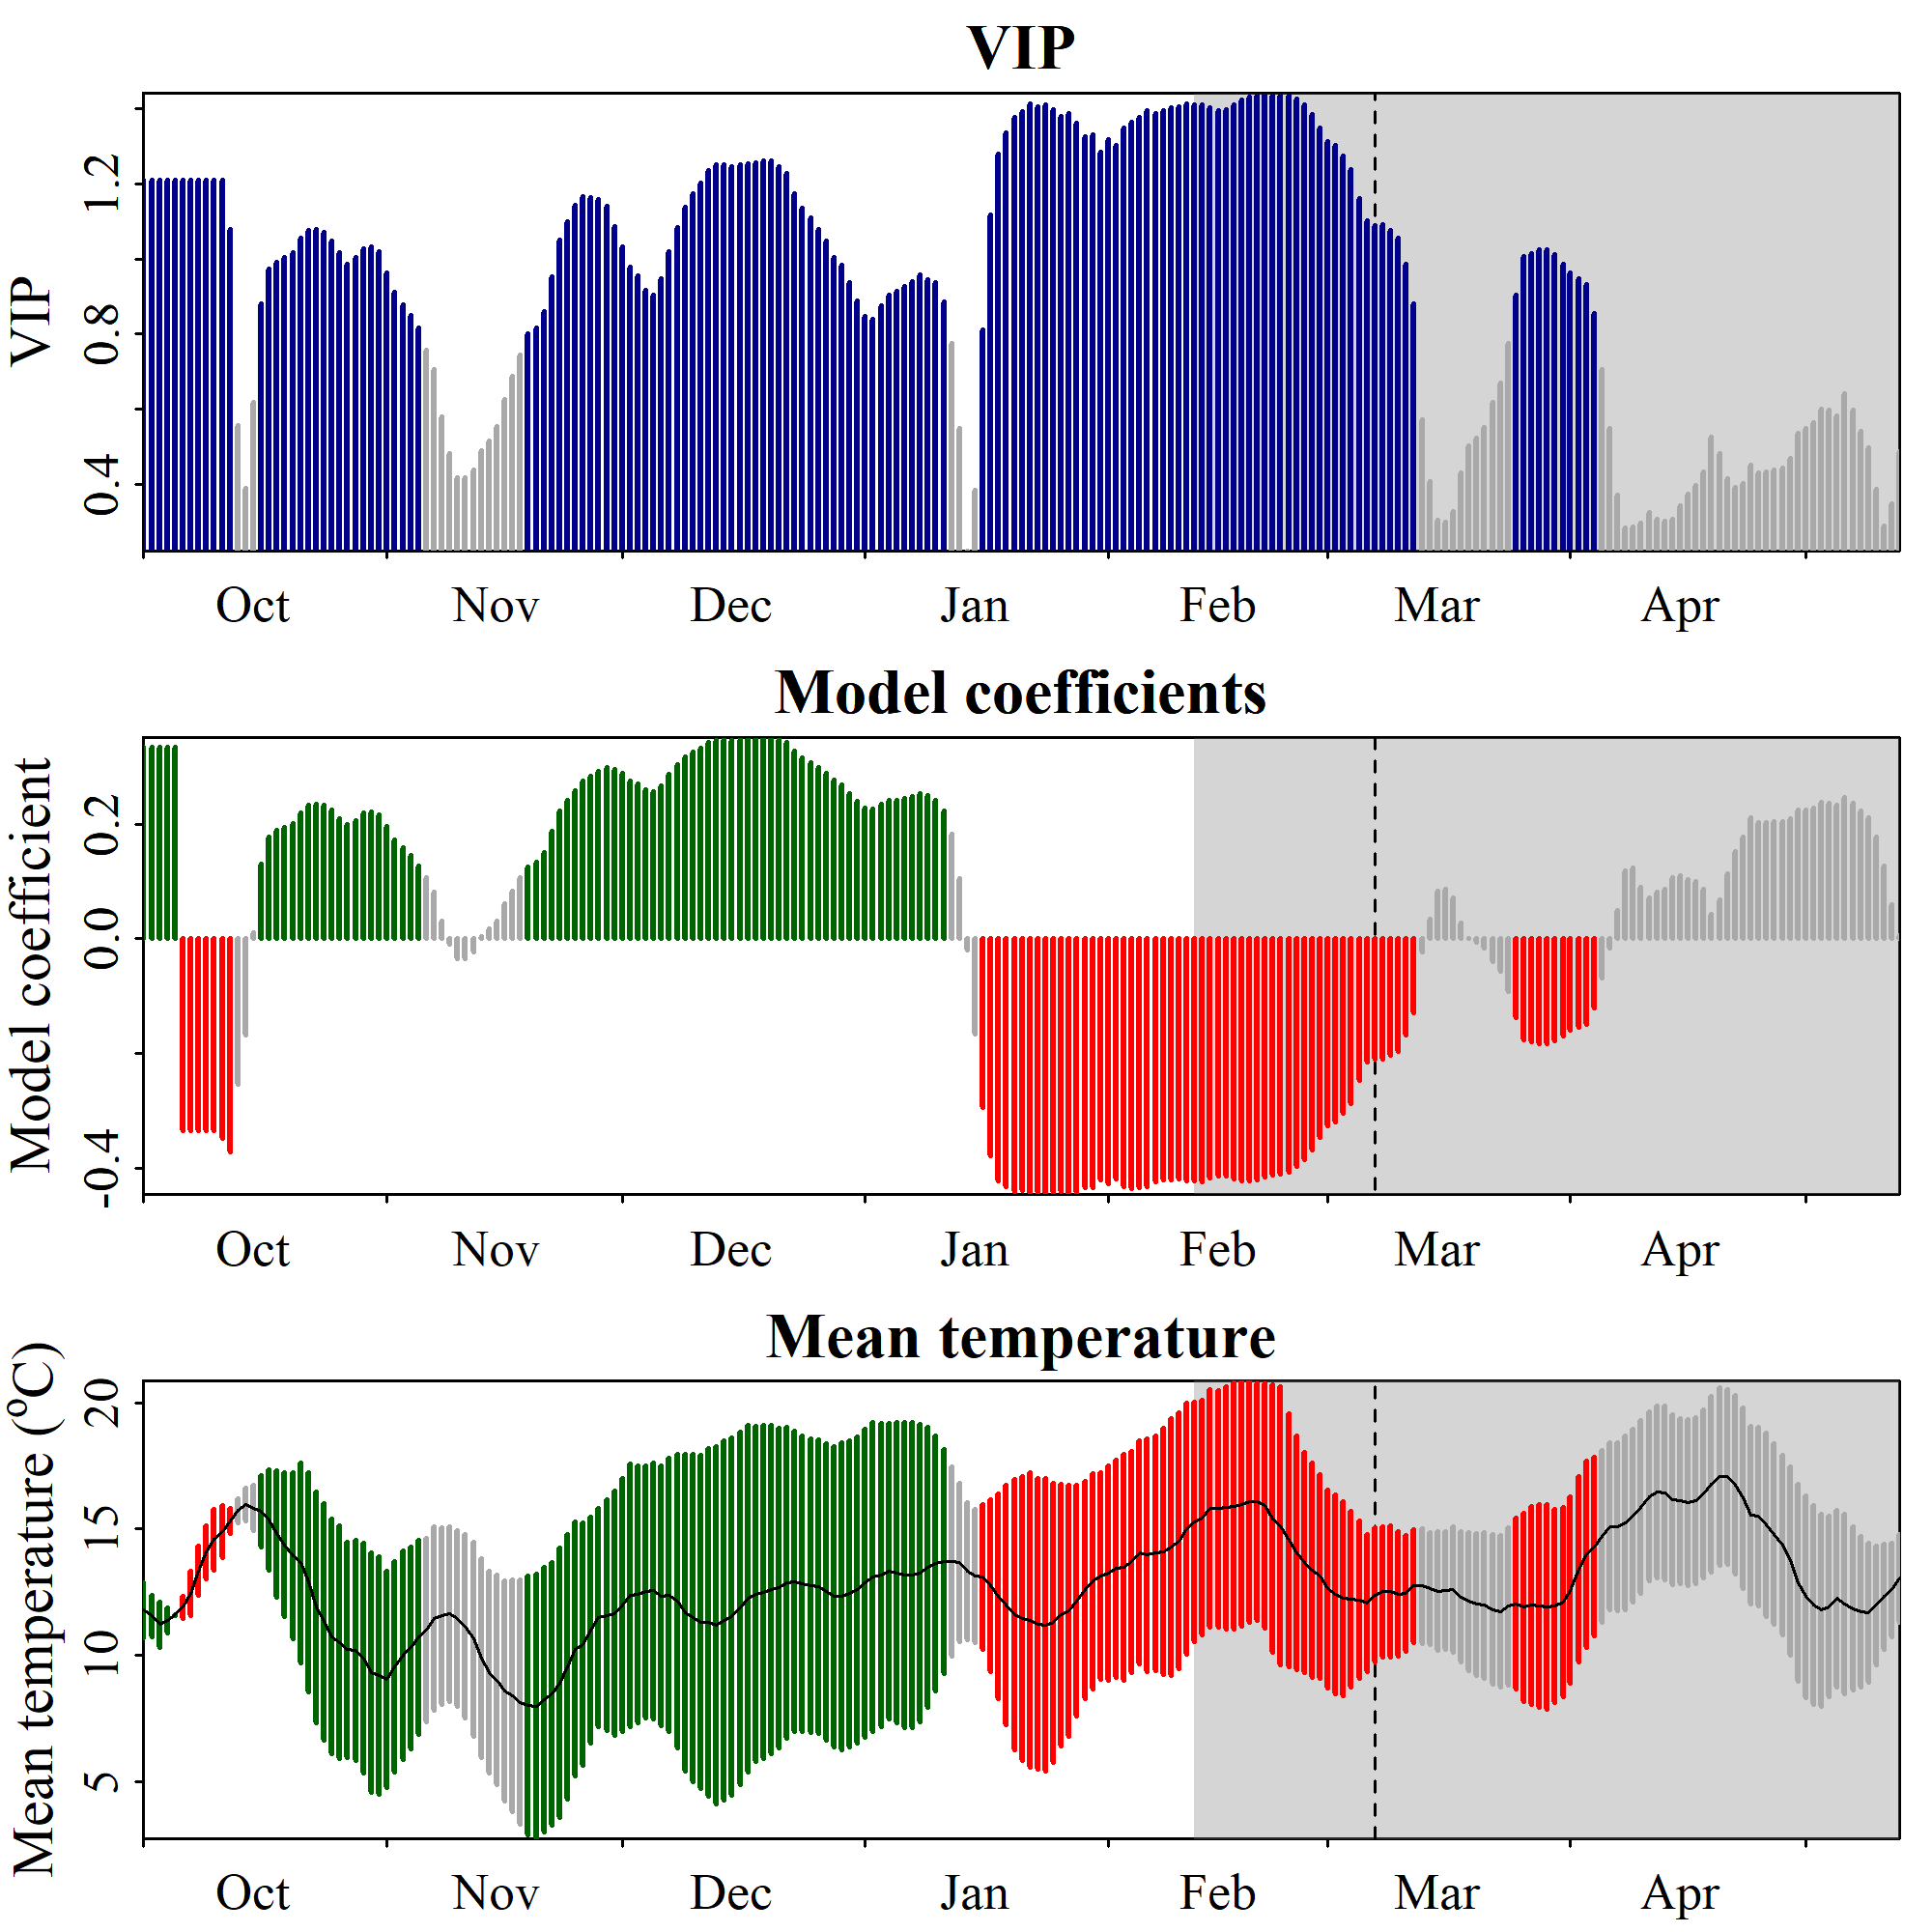 VIP
VIP
1.2
0.8
0.4
Oct Nov Dec Jan Feb Mar Apr
Model coefficients
Model coefficient
0.2
0.0
-0.4
Oct Nov Dec Jan Feb Mar Apr
Mean temperature
Mean temperature (ºC)
20
15
10
5
Oct Nov Dec Jan Feb Mar Apr